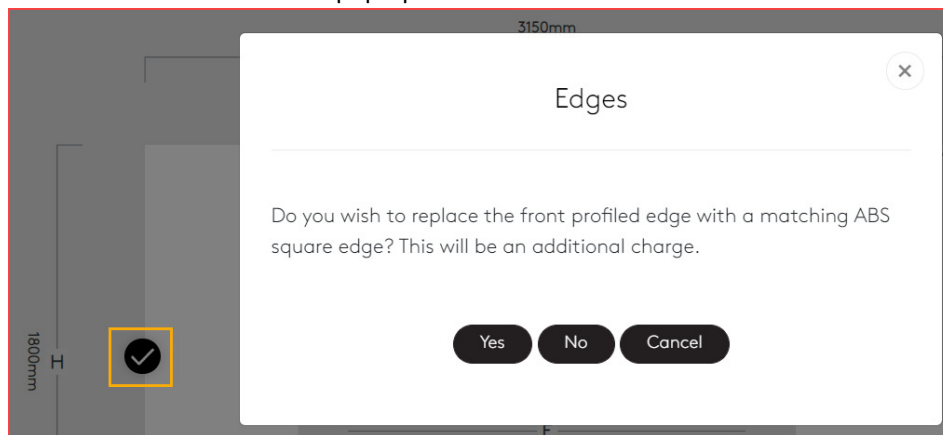 3150mm
Edges
Do you wish to replace the front profiled edge with a matching ABS
square edge? This will be an additional charge.
1800mm
H
Yes
No
Cancel